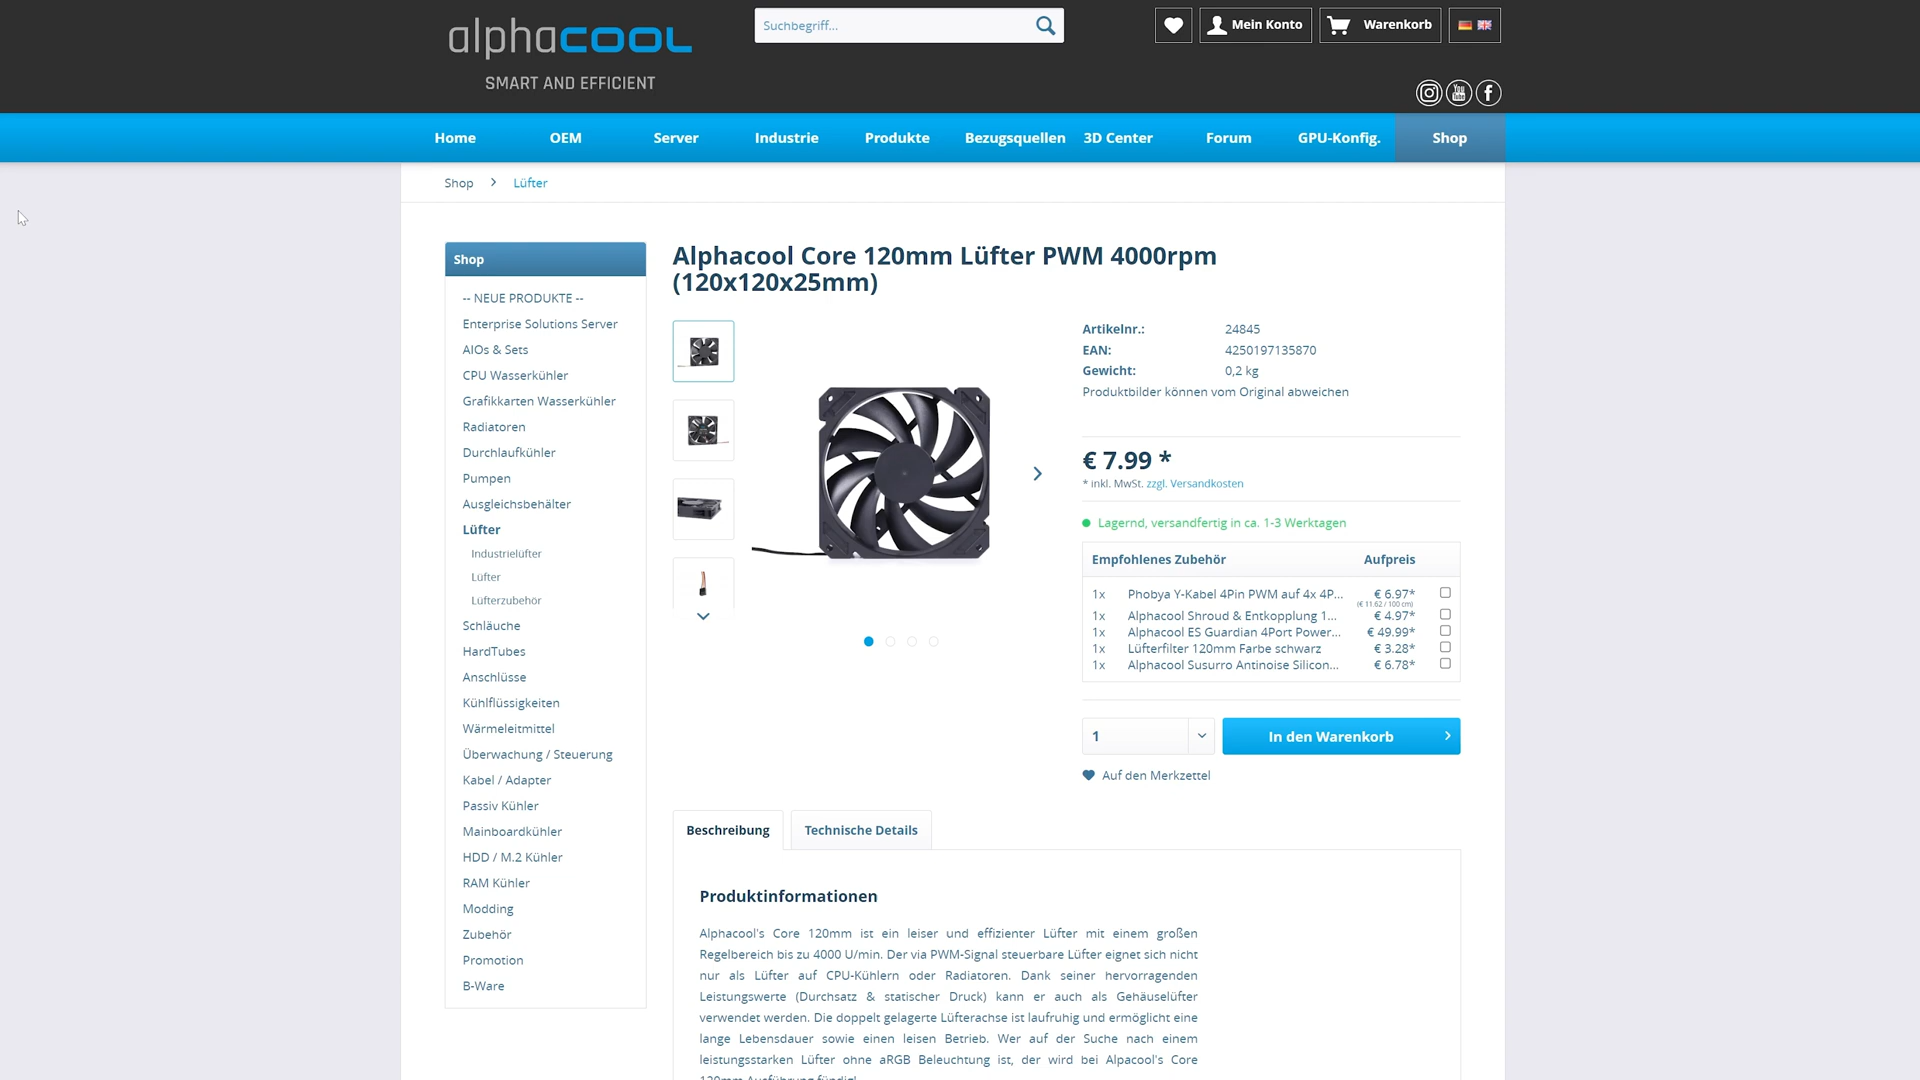 alphacool
SMART AND EFFICIENT
Suchbegriff...
Mein Konto
Warenkorb
Home
OEM
Server
Industrie
Produkte
Bezugsquellen
3D Center
Forum
GPU-Konfig.
Shop
Shop
Lüfter
Shop
-- NEUE PRODUKTE --
Enterprise Solutions Server
AIOs & Sets
CPU Wasserkühler
Grafikkarten Wasserkühler
Radiatoren
Durchlaufkühler
Pumpen
Ausgleichsbehälter
Lüfter
Industrielüfter
Lüfter
Lüfterzubehör
Schläuche
HardTubes
Anschlüsse
Kühlflüssigkeiten
Wärmeleitmittel
Überwachung / Steuerung
Kabel / Adapter
Passiv Kühler
Mainboardkühler
HDD / M.2 Kühler
RAM Kühler
Modding
Zubehör
Promotion
B-Ware
Alphacool Core 120mm Lüfter PWM 4000rpm
(120x120x25mm)
Artikelnr.: 24845
EAN: 4250197135870
Gewicht: 0,2 kg
Produktbilder können vom Original abweichen
€ 7.99 *
* inkl. MwSt. zzgl. Versandkosten
Lagernd, versandfertig in ca. 1-3 Werktagen
Empfohlenes Zubehör Aufpreis
1x Phobya Y-Kabel 4Pin PWM auf 4x 4P... € 6.97*
(€ 11.62 / 100 cm)
1x Alphacool Shroud & Entkopplung 1... € 4.97*
1x Alphacool ES Guardian 4Port Power... € 49.99*
1x Lüfterfilter 120mm Farbe schwarz € 3.28*
1x Alphacool Susurro Antinoise Silicon... € 6.78*
1
In den Warenkorb
Auf den Merkzettel
Beschreibung
Technische Details
Produktinformationen
Alphacool's Core 120mm ist ein leiser und effizienter Lüfter mit einem großen
Regelbereich bis zu 4000 U/min. Der via PWM-Signal steuerbare Lüfter eignet sich nicht
nur als Lüfter auf CPU-Kühlern oder Radiatoren. Dank seiner hervorragenden
Leistungswerte (Durchsatz & statischer Druck) kann er auch als Gehäuselüfter
verwendet werden. Die doppelt gelagerte Lüfterachse ist laufruhig und ermöglicht eine
lange Lebensdauer sowie einen leisen Betrieb. Wer auf der Suche nach einem
leistungsstarken Lüfter ohne aRGB Beleuchtung ist, der wird bei Alpacool's Core
120mm Ausführung fündig!